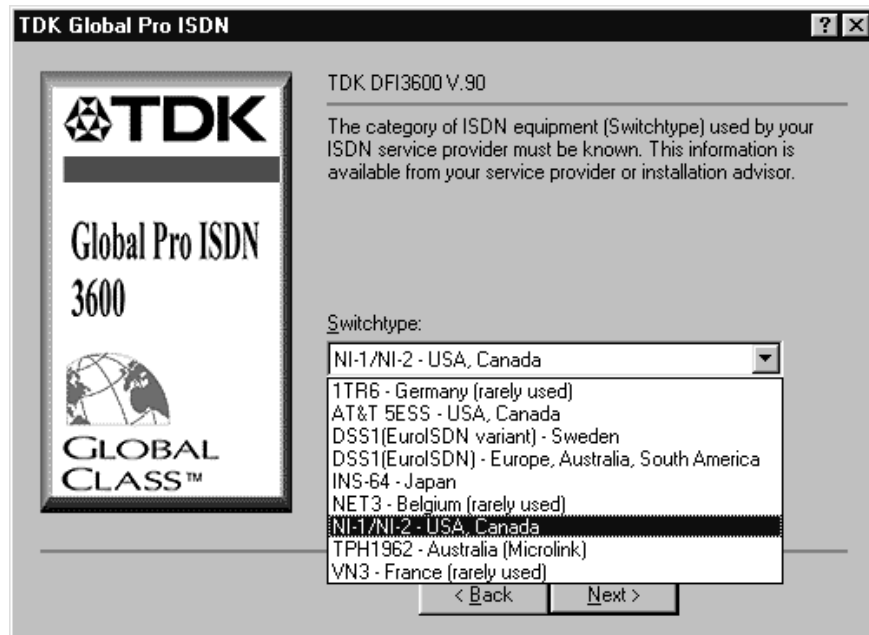 TDK Global Pro ISDN
TDK
Global Pro ISDN
3600
GLOBAL
CLASS™
TDK DFI3600 V.90
The category of ISDN equipment (Switchtype) used by your
ISDN service provider must be known. This information is
available from your service provider or installation advisor.
Switchtype:
NI-1/NI-2 - USA, Canada
1TR6 - Germany (rarely used)
AT&T 5ESS - USA, Canada
DSS1(EuroISDN variant) - Sweden
DSS1(EuroISDN) - Europe, Australia, South America
INS-64 - Japan
NET3 - Belgium (rarely used)
NI-1/NI-2 - USA, Canada
TPH1962 - Australia (Microlink)
VN3 - France (rarely used)
< Back
Next >